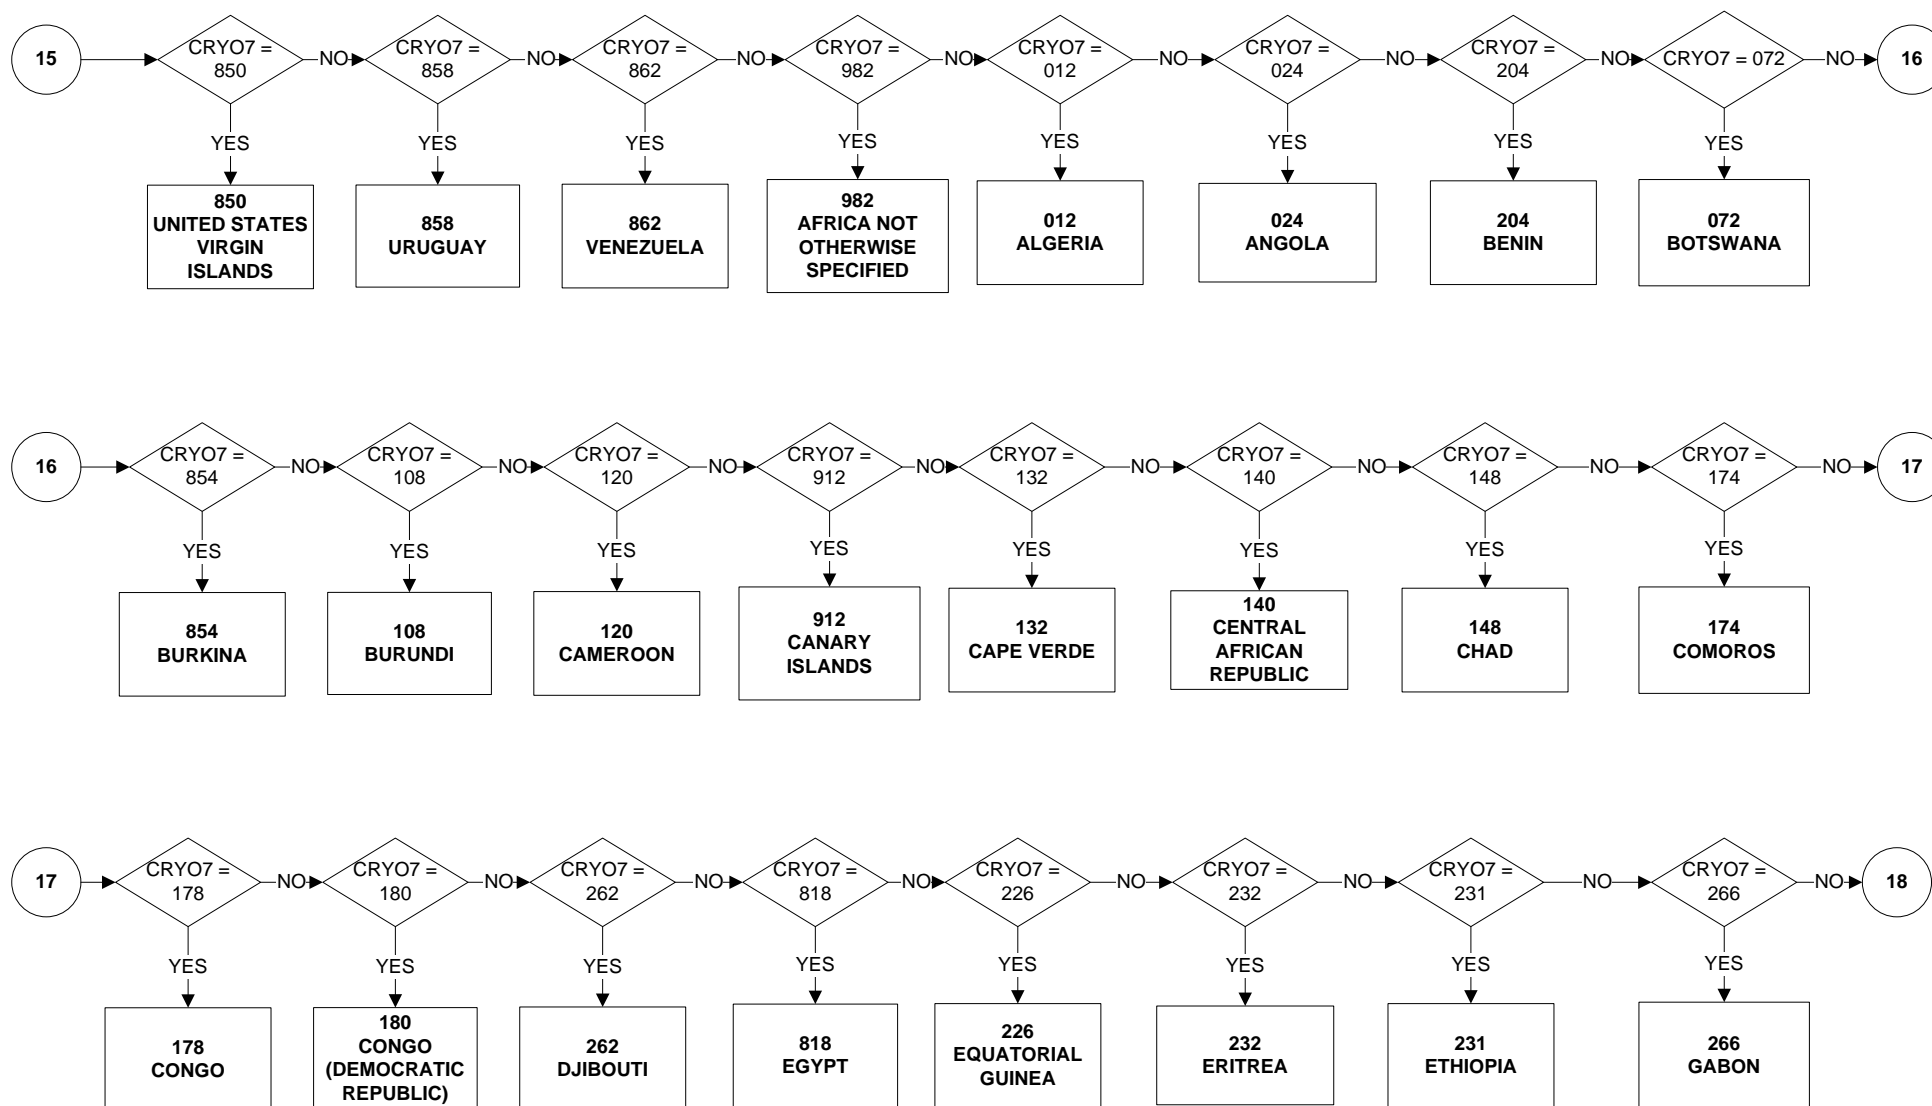 15
CRYO7 =
850
NO
CRYO7 =
858
NO
CRYO7 =
862
NO
CRYO7 =
982
NO
CRYO7 =
012
NO
CRYO7 =
024
NO
CRYO7 =
204
NO
CRYO7 = 072
NO
16
YES
YES
YES
YES
YES
YES
YES
YES
850
UNITED STATES
VIRGIN
ISLANDS
858
URUGUAY
862
VENEZUELA
982
AFRICA NOT
OTHERWISE
SPECIFIED
012
ALGERIA
024
ANGOLA
204
BENIN
072
BOTSWANA
16
CRYO7 =
854
NO
CRYO7 =
108
NO
CRYO7 =
120
NO
CRYO7 =
912
NO
CRYO7 =
132
NO
CRYO7 =
140
NO
CRYO7 =
148
NO
CRYO7 =
174
NO
17
YES
YES
YES
YES
YES
YES
YES
YES
854
BURKINA
108
BURUNDI
120
CAMEROON
912
CANARY
ISLANDS
132
CAPE VERDE
140
CENTRAL
AFRICAN
REPUBLIC
148
CHAD
174
COMOROS
17
CRYO7 =
178
NO
CRYO7 =
180
NO
CRYO7 =
262
NO
CRYO7 =
818
NO
CRYO7 =
226
NO
CRYO7 =
232
NO
CRYO7 =
231
NO
CRYO7 =
266
NO
18
YES
YES
YES
YES
YES
YES
YES
YES
178
CONGO
180
CONGO
(DEMOCRATIC
REPUBLIC)
262
DJIBOUTI
818
EGYPT
226
EQUATORIAL
GUINEA
232
ERITREA
231
ETHIOPIA
266
GABON